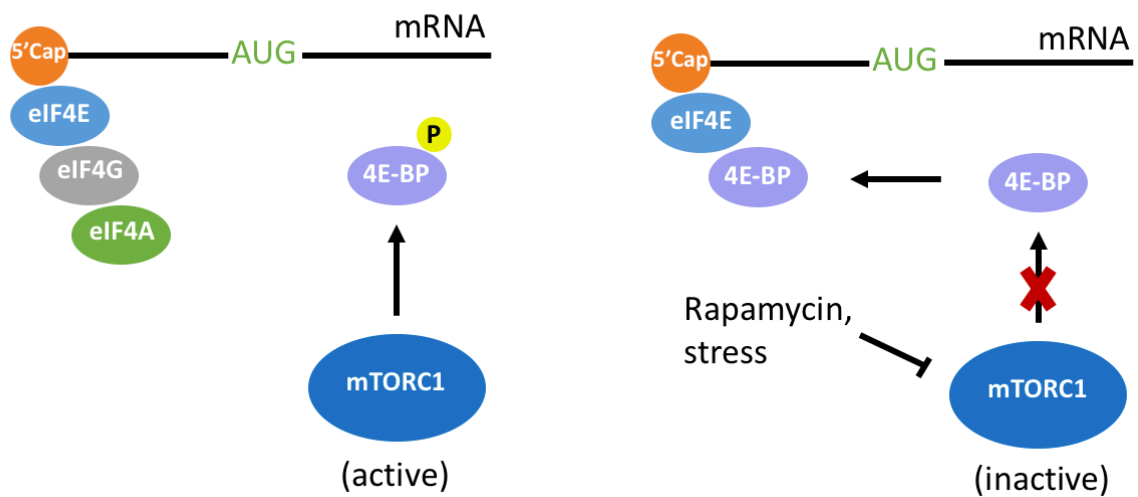 mRNA
5'Cap
AUG
eIF4E
P
eIF4G
4E-BP
eIF4A
mTORC1
(active)
mRNA
5'Cap
AUG
eIF4E
4E-BP
4E-BP
Rapamycin,
stress
mTORC1
(inactive)